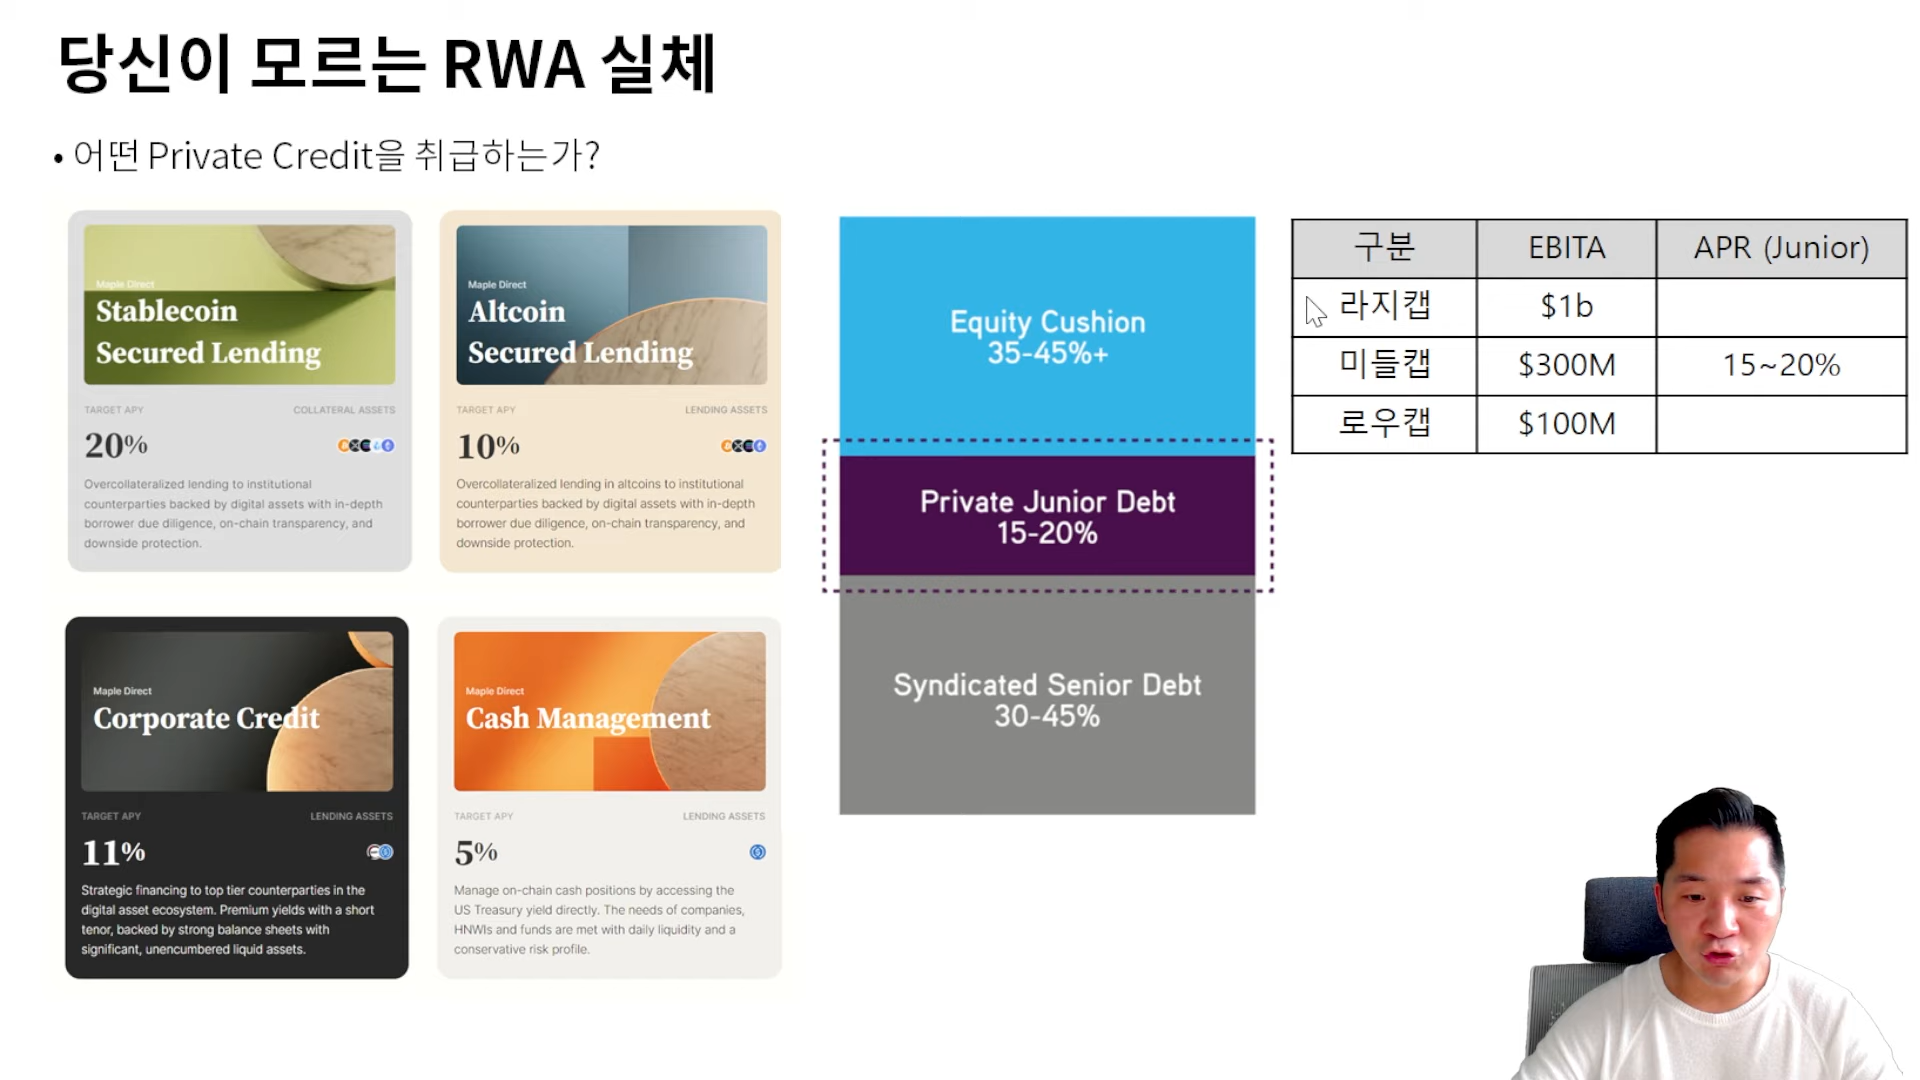 당신이 모르는 RWA 실체
• 어떤 Private Credit을 취급하는가?
Maple Direct
Stablecoin
Secured Lending
TARGET APY
COLLATERAL ASSETS
20%
Overcollateralized lending to institutional
counterparties backed by digital assets with in-depth
borrower due diligence, on-chain transparency, and
downside protection.
Maple Direct
Altcoin
Secured Lending
TARGET APY
LENDING ASSETS
10%
Overcollateralized lending in altcoins to institutional
counterparties backed by digital assets with in-depth
borrower due diligence, on-chain transparency, and
downside protection.
Maple Direct
Corporate Credit
TARGET APY
LENDING ASSETS
11%
Strategic financing to top tier counterparties in the
digital asset ecosystem. Premium yields with a short
tenor, backed by strong balance sheets with
significant, unencumbered liquid assets.
Maple Direct
Cash Management
TARGET APY
LENDING ASSETS
5%
Manage on-chain cash positions by accessing the
US Treasury yield directly. The needs of companies,
HNWIs and funds are met with daily liquidity and a
conservative risk profile.
Equity Cushion
35-45%+
Private Junior Debt
15-20%
Syndicated Senior Debt
30-45%
구분 EBITA APR (Junior)
라지캡 $1b
미들캡 $300M 15~20%
로우캡 $100M